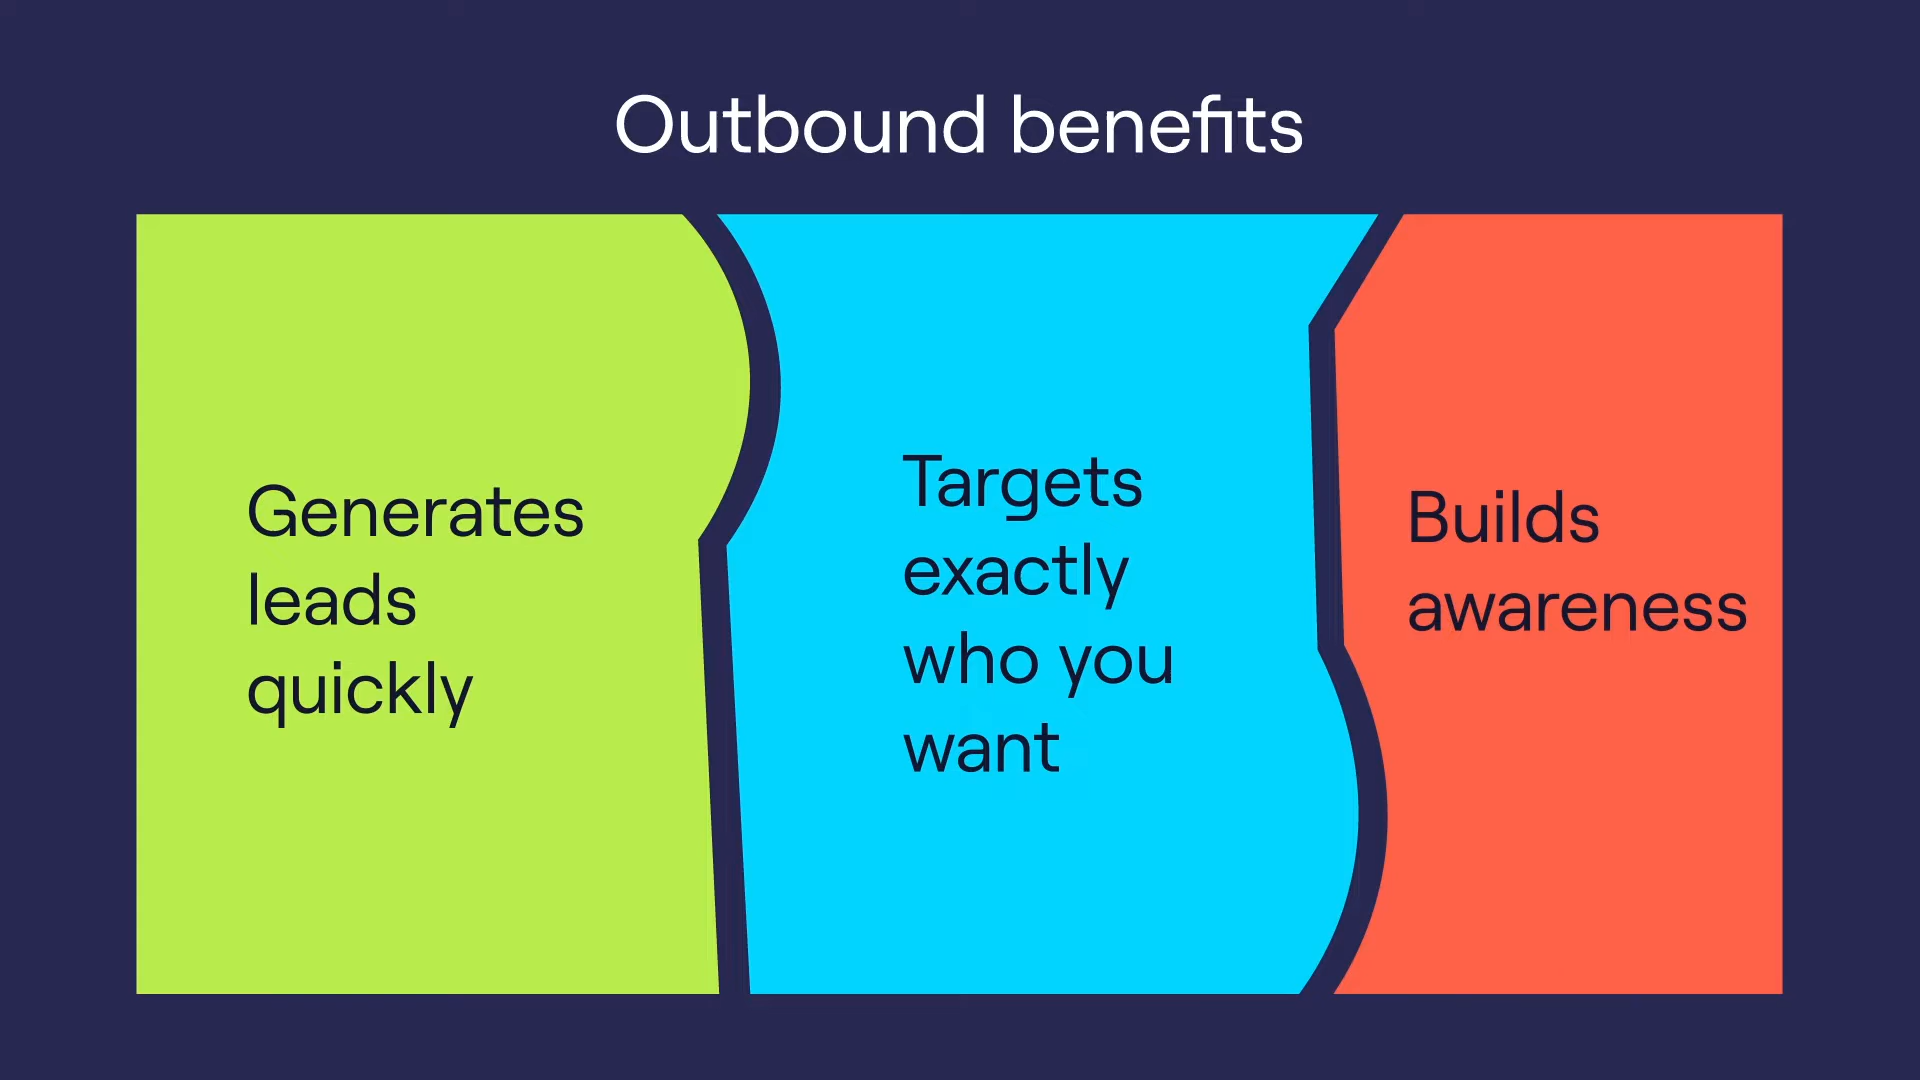 Outbound benefits
Generates
leads
quickly
Targets
exactly
who you
want
Builds
awareness